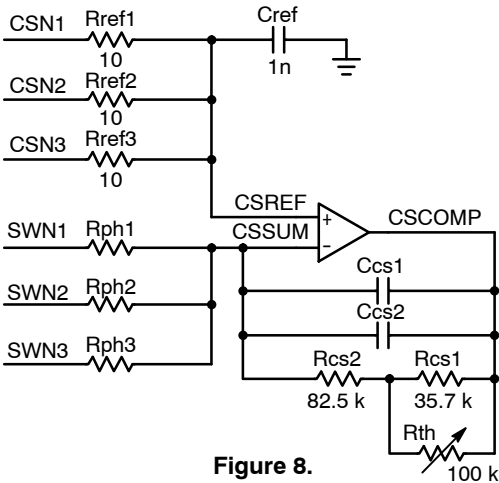 CSN1 Rref1 Cref
10 1n
CSN2 Rref2
10
CSN3 Rref3
10
CSREF +
CSSUM − CSCOMP
SWN1 Rph1
SWN2 Rph2
SWN3 Rph3
Ccs1
Ccs2
Rcs2 Rcs1
82.5 k 35.7 k
Rth
100 k
Figure 8.